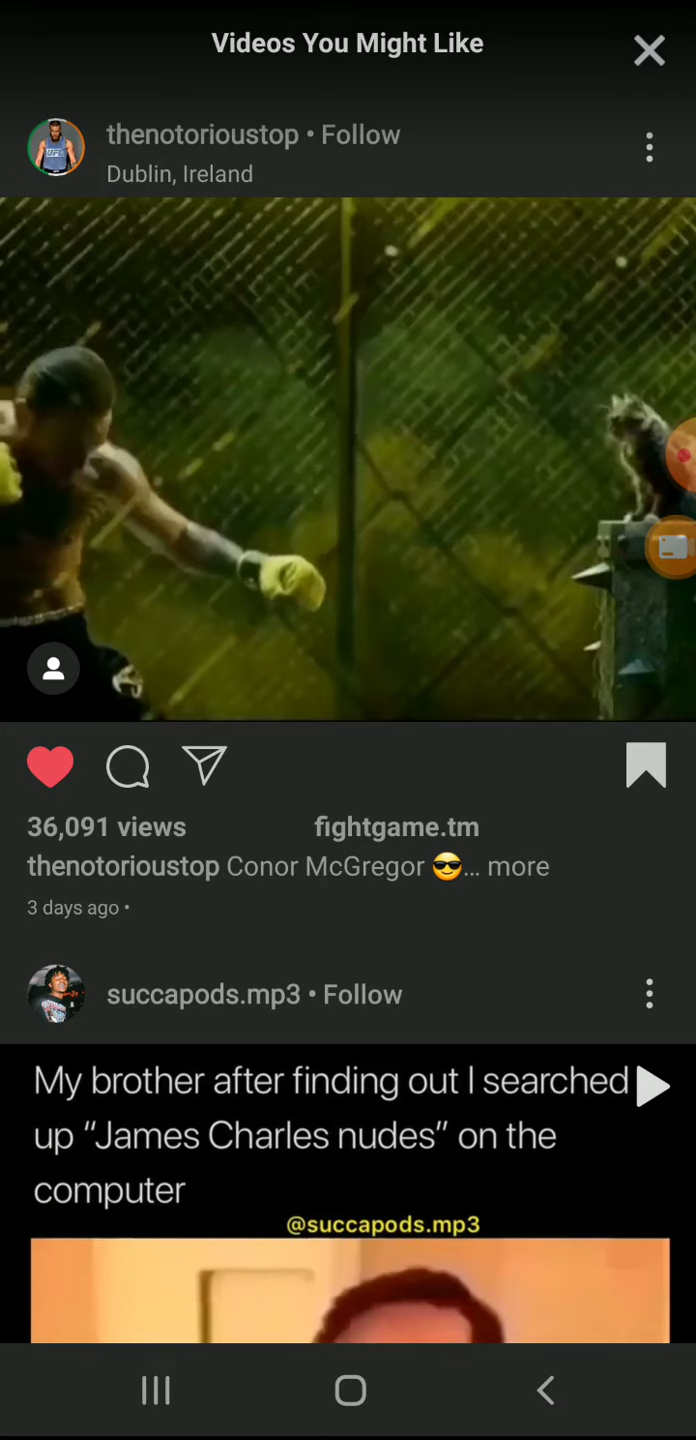 Videos You Might Like
thenotorioustop • Follow
Dublin, Ireland
UFC
36,091 views fightgame.tm
thenotorioustop Conor McGregor 😎... more
3 days ago •
succapods.mp3 • Follow
My brother after finding out I searched
up “James Charles nudes” on the
computer
@succapods.mp3